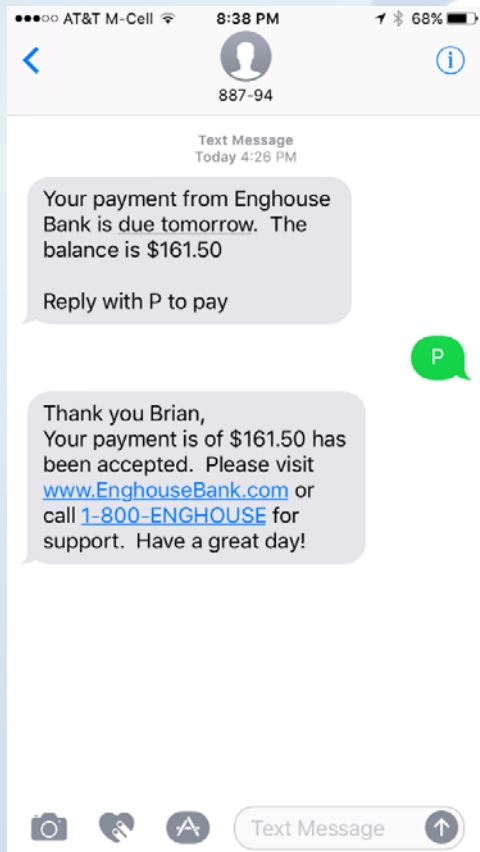 AT&T M-Cell 8:38 PM 68%
887-94
Text Message
Today 4:26 PM
Your payment from Enghouse
Bank is due tomorrow. The
balance is $161.50
Reply with P to pay
P
Thank you Brian,
Your payment is of $161.50 has
been accepted. Please visit
www.EnghouseBank.com or
call 1-800-ENGHOUSE for
support. Have a great day!
Text Message